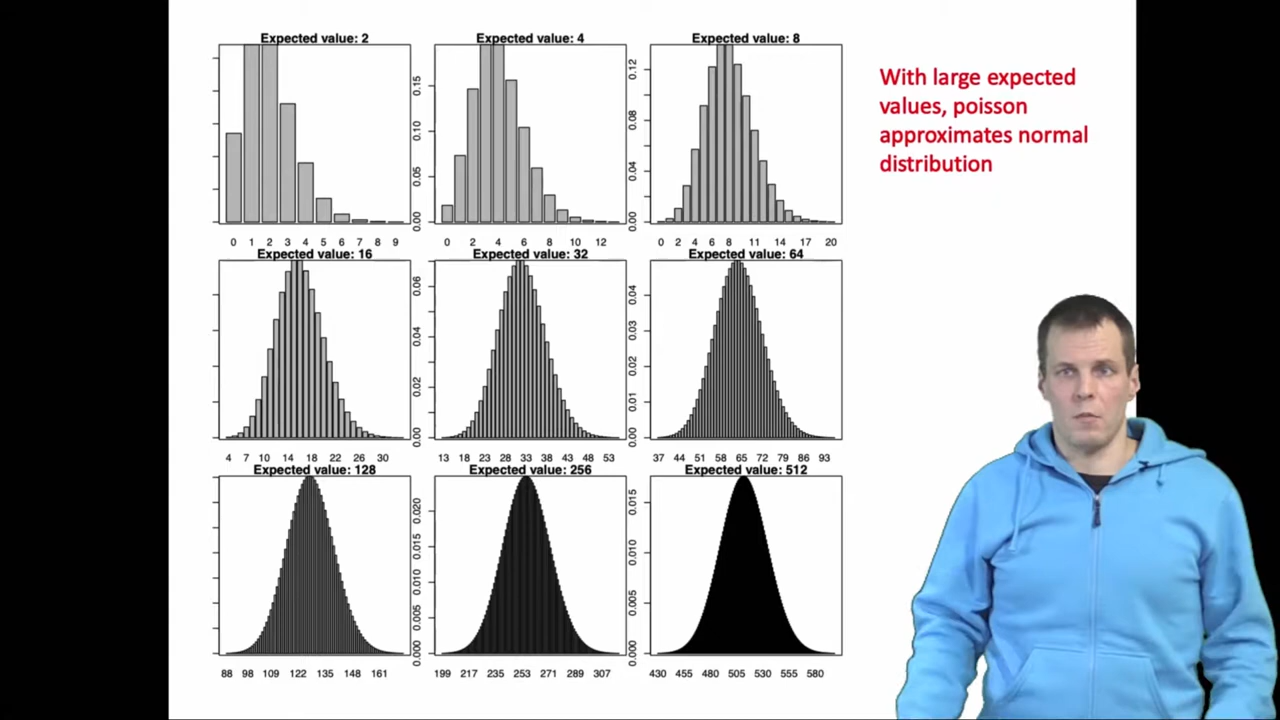 Expected value: 2
Expected value: 4
Expected value: 8
With large expected
values, poisson
approximates normal
distribution
0.05 0.10 0.15
0.00
0.00 0.04 0.08 0.12
0 1 2 3 4 5 6 7 8 9
0 2 4 6 8 10 12
0 2 4 6 8 11 14 17 20
Expected value: 16
Expected value: 32
Expected value: 64
0.00 0.02 0.04 0.06
0.00 0.01 0.02 0.03 0.04
4 7 10 14 18 22 26 30
13 18 23 28 33 38 43 48 53
37 44 51 58 65 72 79 86 93
Expected value: 128
Expected value: 256
Expected value: 512
0.000 0.005 0.010 0.015 0.020
0.000 0.005 0.010 0.015
88 98 109 122 135 148 161
199 217 235 253 271 289 307
430 455 480 505 530 555 580